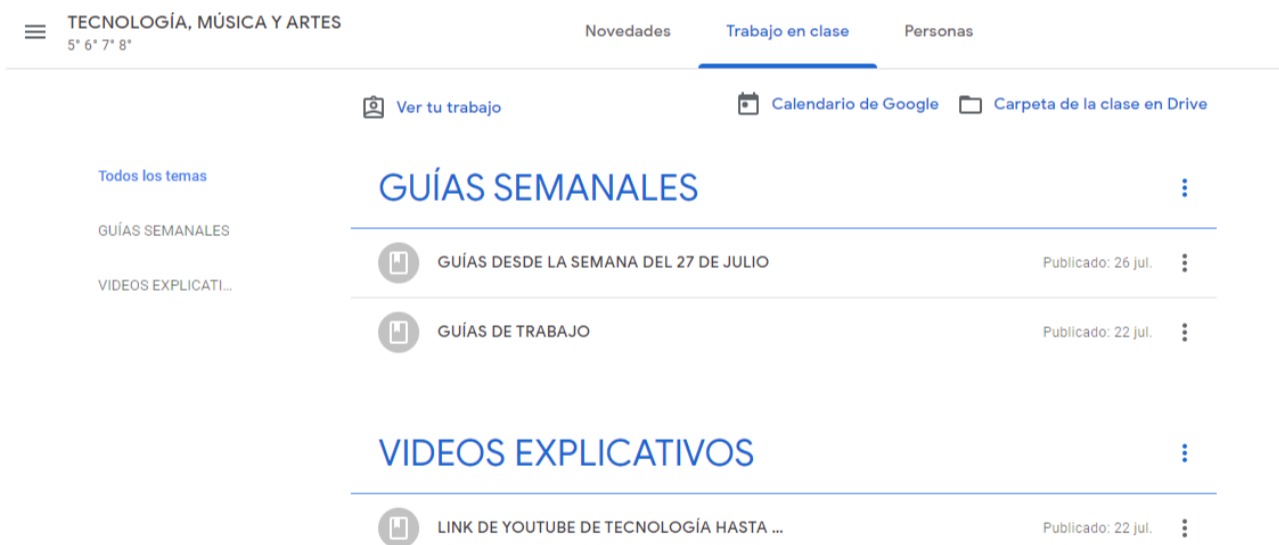 TECNOLOGÍA, MÚSICA Y ARTES
5° 6° 7° 8°
Novedades
Trabajo en clase
Personas
Ver tu trabajo
Calendario de Google
Carpeta de la clase en Drive
Todos los temas
GUÍAS SEMANALES
VIDEOS EXPLICATI...
GUÍAS SEMANALES
GUÍAS DESDE LA SEMANA DEL 27 DE JULIO
Publicado: 26 jul.
GUÍAS DE TRABAJO
Publicado: 22 jul.
VIDEOS EXPLICATIVOS
LINK DE YOUTUBE DE TECNOLOGÍA HASTA ...
Publicado: 22 jul.